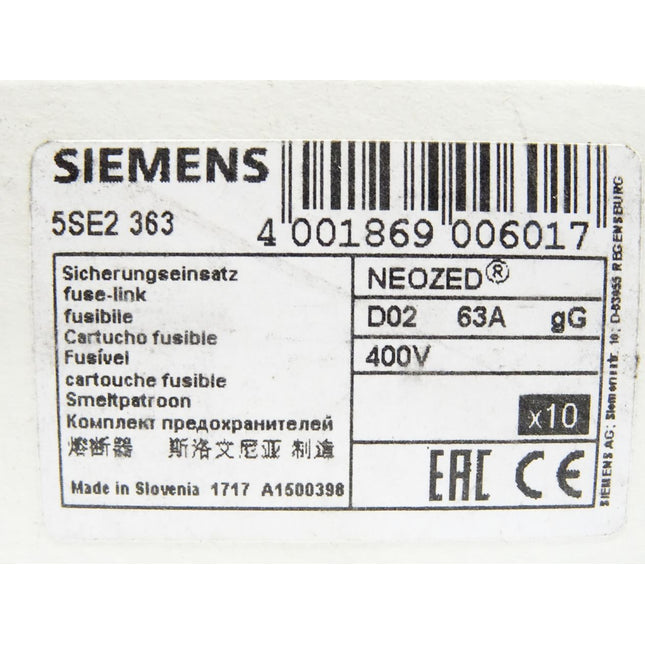 SIEMENS
5SE2 363
4 001869 006017
Sicherungseinsatz
fuse-link
fusibile
Cartucho fusible
Fusível
cartouche fusible
Smeltpatroon
Комплект предохранителей
熔断器 斯洛文尼亚 制造
Made in Slovenia 1717 A1500398
NEOZED®
D02 63A gG
400V
x10
EAC CE
SIEMENS AG; Siemensstr. 10; D-93055 REGENSBURG